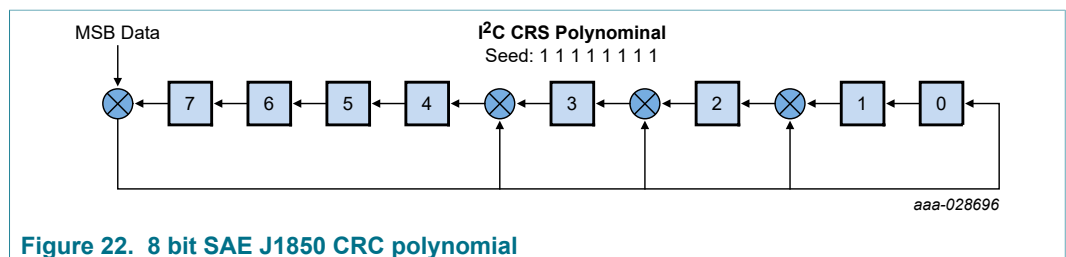 MSB Data
I²C CRS Polynominal
Seed: 1 1 1 1 1 1 1 1
7 6 5 4 3 2 1 0
aaa-028696
Figure 22. 8 bit SAE J1850 CRC polynomial